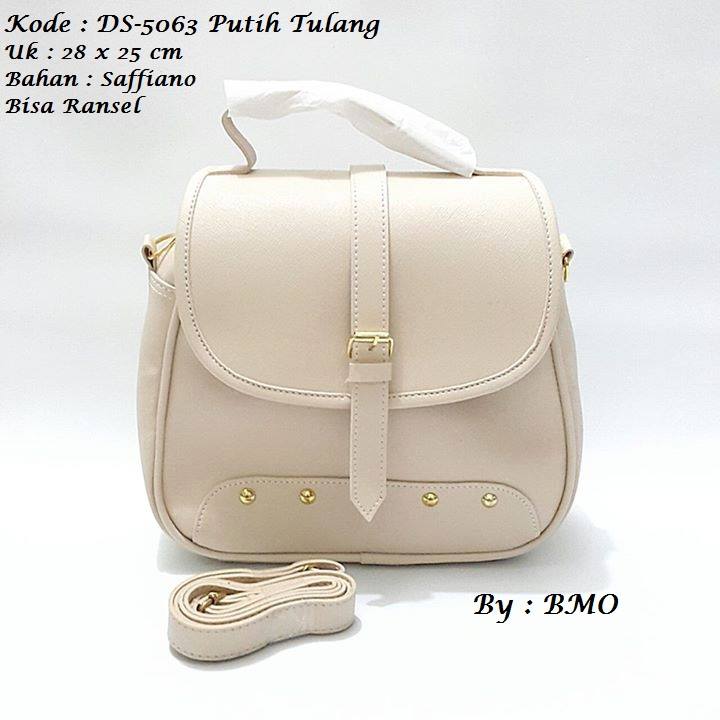 Kode : DS-5063 Putih Tulang
Uk : 28 x 25 cm
Bahan : Saffiano
Bisa Ransel
By : BMO